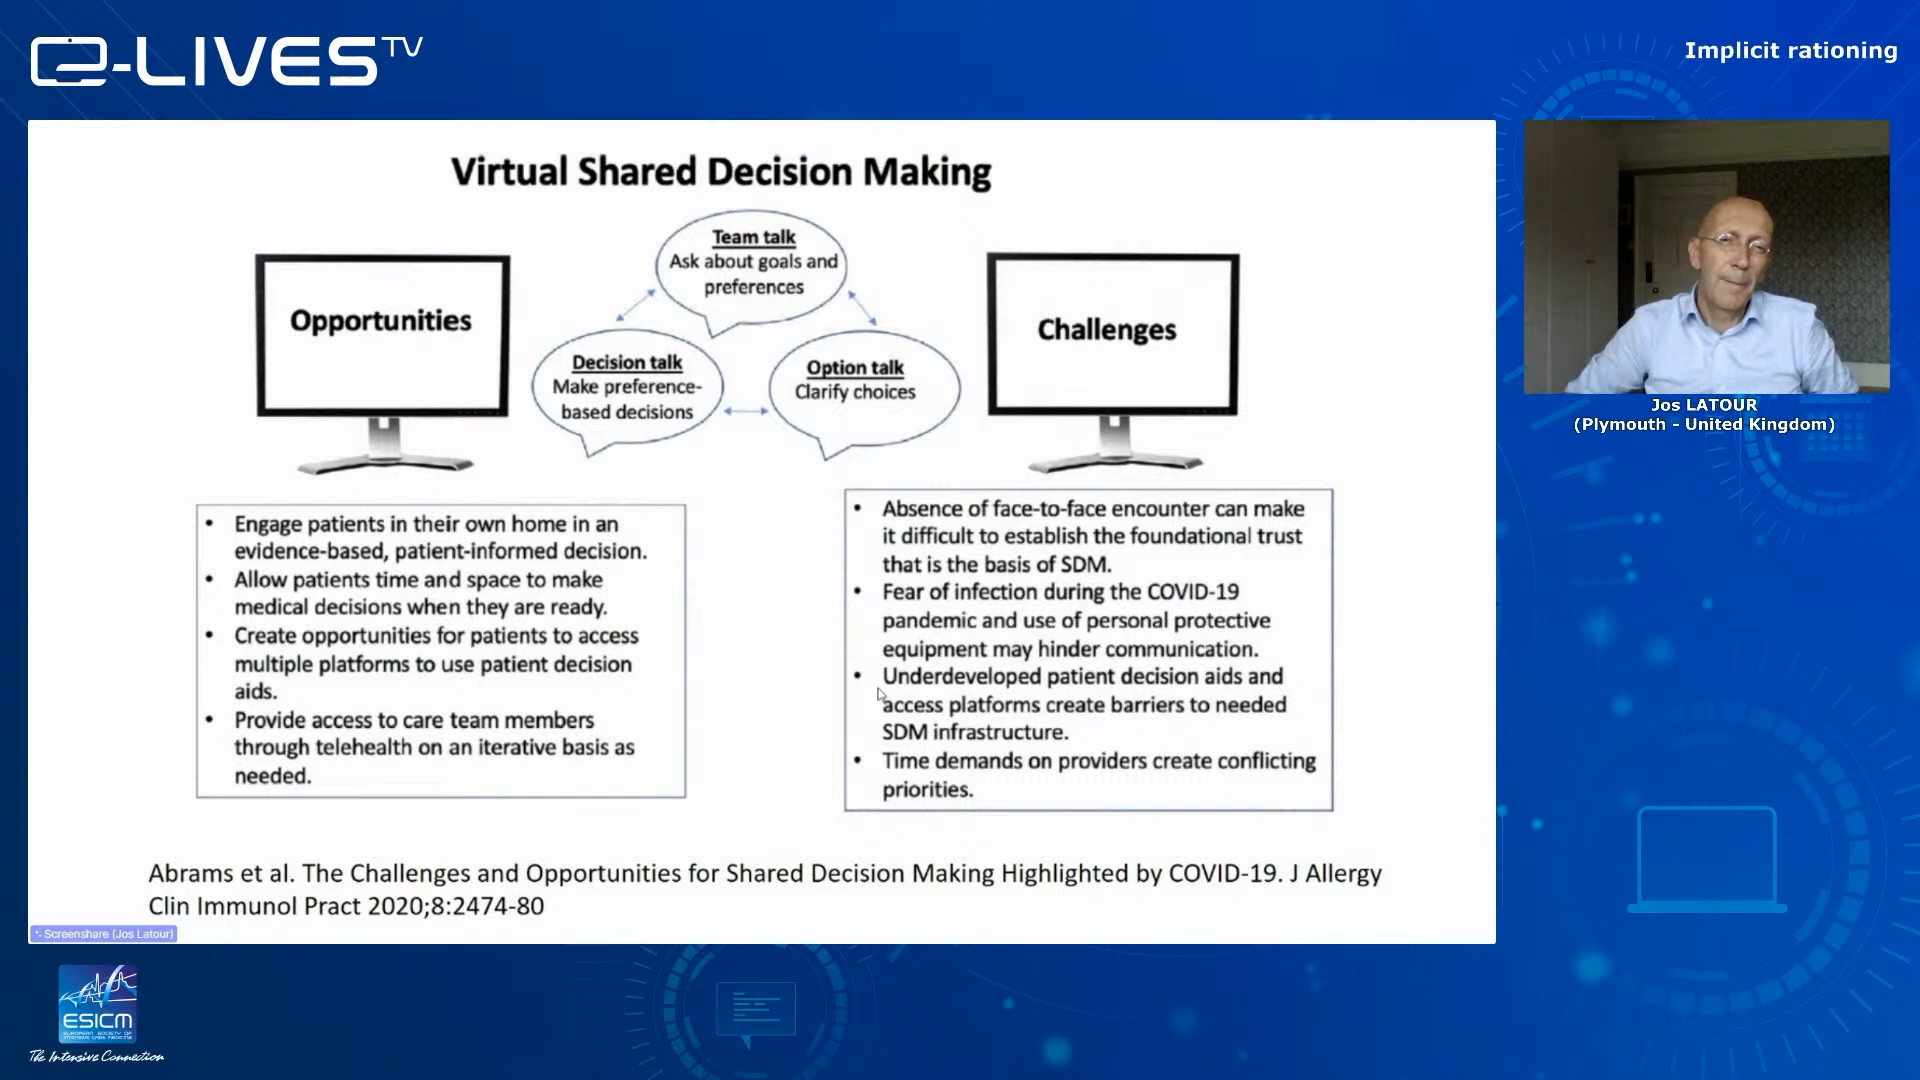 e-LIVES TV
Implicit rationing
Virtual Shared Decision Making
Team talk
Ask about goals and
preferences
Opportunities
Challenges
Decision talk
Make preference-
based decisions
Option talk
Clarify choices
• Engage patients in their own home in an
evidence-based, patient-informed decision.
• Allow patients time and space to make
medical decisions when they are ready.
• Create opportunities for patients to access
multiple platforms to use patient decision
aids.
• Provide access to care team members
through telehealth on an iterative basis as
needed.
• Absence of face-to-face encounter can make
it difficult to establish the foundational trust
that is the basis of SDM.
• Fear of infection during the COVID-19
pandemic and use of personal protective
equipment may hinder communication.
• Underdeveloped patient decision aids and
access platforms create barriers to needed
SDM infrastructure.
• Time demands on providers create conflicting
priorities.
Abrams et al. The Challenges and Opportunities for Shared Decision Making Highlighted by COVID-19. J Allergy
Clin Immunol Pract 2020;8:2474-80
Screenshare (Jos Latour)
Jos LATOUR
(Plymouth - United Kingdom)
ESICM
EUROPEAN SOCIETY OF
INTENSIVE CARE MEDICINE
The Intensive Connection